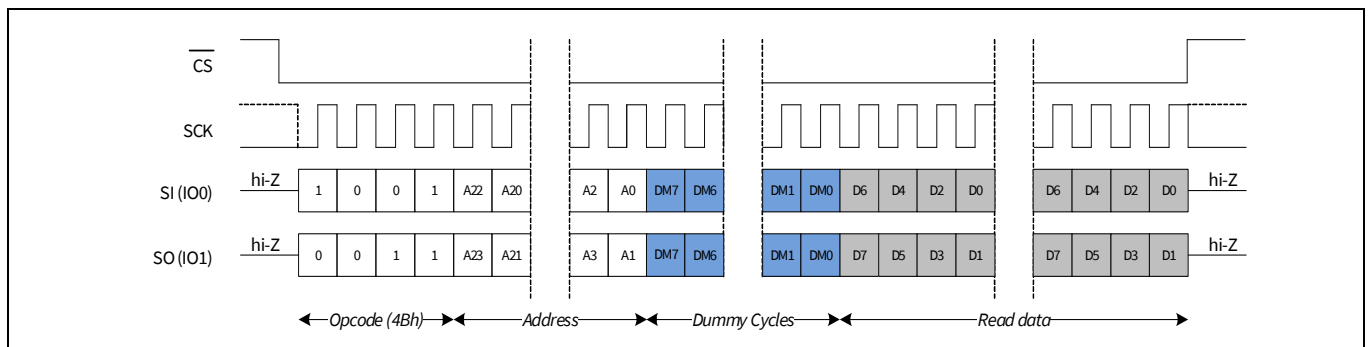 CS
SCK
hi-Z
SI (IO0) 1 0 0 1 A22 A20 A2 A0 DM7 DM6 DM1 DM0 D6 D4 D2 D0 D6 D4 D2 D0 hi-Z
hi-Z
SO (IO1) 0 0 1 1 A23 A21 A3 A1 DM7 DM6 DM1 DM0 D7 D5 D3 D1 D7 D5 D3 D1 hi-Z
Opcode (4Bh) Address Dummy Cycles Read data